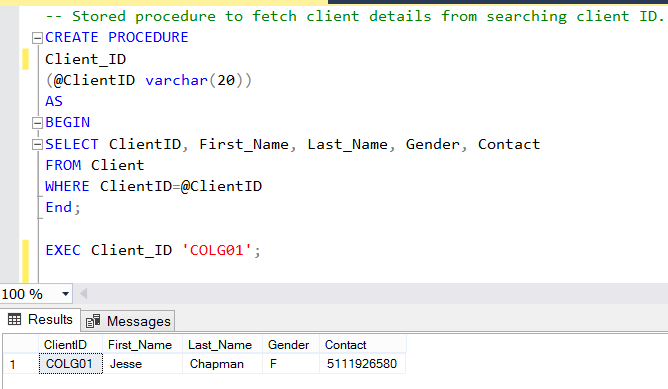 -- Stored procedure to fetch client details from searching client ID.
CREATE PROCEDURE
Client_ID
(@ClientID varchar(20))
AS
BEGIN
SELECT ClientID, First_Name, Last_Name, Gender, Contact
FROM Client
WHERE ClientID=@ClientID
End;
EXEC Client_ID 'COLG01';
100 %
Results Messages
ClientID First_Name Last_Name Gender Contact
1 COLG01 Jesse Chapman F 5111926580